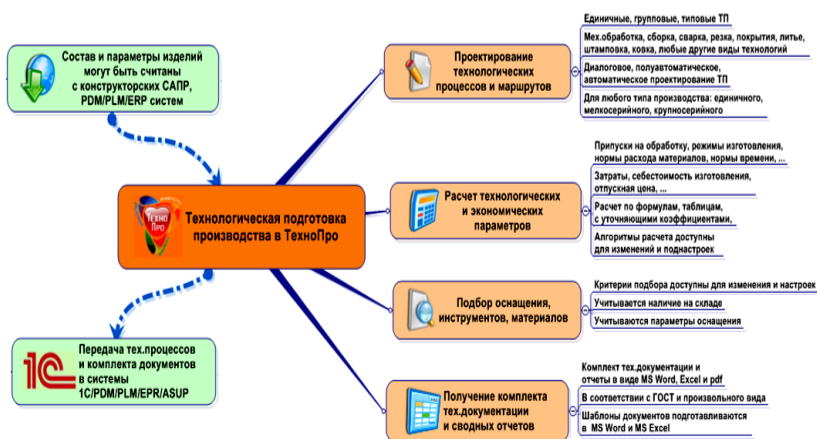 Состав и параметры изделий
могут быть считаны
с конструкторских САПР,
PDM/PLM/ERP систем
Технологическая подготовка
производства в ТехноПро
ТЕХНО
ПРО
1С
Передача тех.процессов
и комплекта документов
в системы
1С/PDM/PLM/EPR/ASUP
Проектирование
технологических
процессов и маршрутов
Единичные, групповые, типовые ТП
Мех.обработка, сборка, сварка, резка, покрытия, литье,
штамповка, ковка, любые другие виды технологий
Диалоговое, полуавтоматическое,
автоматическое проектирование ТП
Для любого типа производства: единичного,
мелкосерийного, крупносерийного
Расчет технологических
и экономических
параметров
Припуски на обработку, режимы изготовления,
нормы расхода материалов, нормы времени, ...
Затраты, себестоимость изготовления,
отпускная цена, ...
Расчет по формулам, таблицам,
с уточняющими коэффициентами,
Алгоритмы расчета доступны
для изменений и поднастроек
Подбор оснащения,
инструментов, материалов
Критерии подбора доступны для изменения и настроек
Учитывается наличие на складе
Учитываются параметры оснащения
Получение комплекта
тех.документации
и сводных отчетов
Комплект тех.документации и
отчеты в виде MS Word, Excel и pdf
В соответствии с ГОСТ и произвольного вида
Шаблоны документов подготавливаются
в MS Word и MS Excel